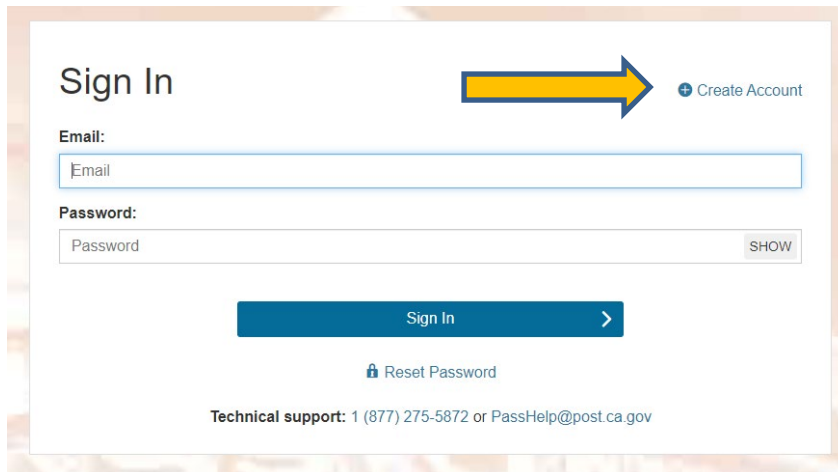 Sign In
Create Account
Email:
Email
Password:
Password
SHOW
Sign In
Reset Password
Technical support: 1 (877) 275-5872 or PassHelp@post.ca.gov